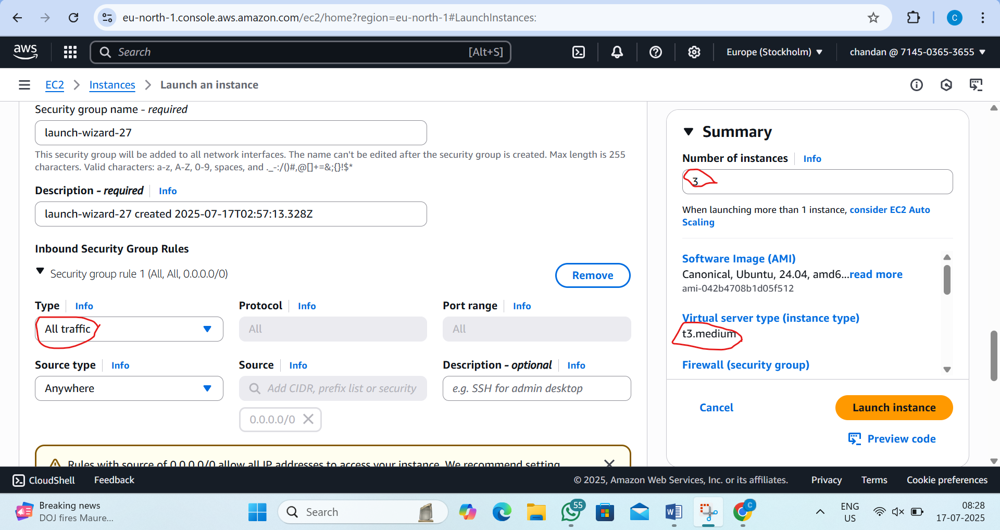 eu-north-1.console.aws.amazon.com/ec2/home?region=eu-north-1#LaunchInstances:
C
aws
Search
[Alt+S]
Europe (Stockholm)
chandan @ 7145-0365-3655
EC2
Instances
Launch an instance
Security group name - required
launch-wizard-27
This security group will be added to all network interfaces. The name can't be edited after the security group is created. Max length is 255
characters. Valid characters: a-z, A-Z, 0-9, spaces, and ._-:/()#,@[]+=&;{}!$*
Description - required
Info
launch-wizard-27 created 2025-07-17T02:57:13.328Z
Inbound Security Group Rules
Security group rule 1 (All, All, 0.0.0.0/0)
Remove
Type Info
Protocol Info
Port range Info
All traffic
All
All
Source type Info
Source Info
Description - optional Info
Anywhere
Add CIDR, prefix list or security
e.g. SSH for admin desktop
0.0.0.0/0
Rules with source of 0.0.0.0/0 allow all IP addresses to access your instance. We recommend setting
Summary
Number of instances Info
3
When launching more than 1 instance, consider EC2 Auto
Scaling
Software Image (AMI)
Canonical, Ubuntu, 24.04, amd6...read more
ami-042b4708b1d05f512
Virtual server type (instance type)
t3.medium
Firewall (security group)
Cancel
Launch instance
Preview code
CloudShell
Feedback
© 2025, Amazon Web Services, Inc. or its affiliates.
Privacy
Terms
Cookie preferences
Breaking news
DOJ fires Maure...
Search
55
W
C
ENG
US
08:28
17-07-2025